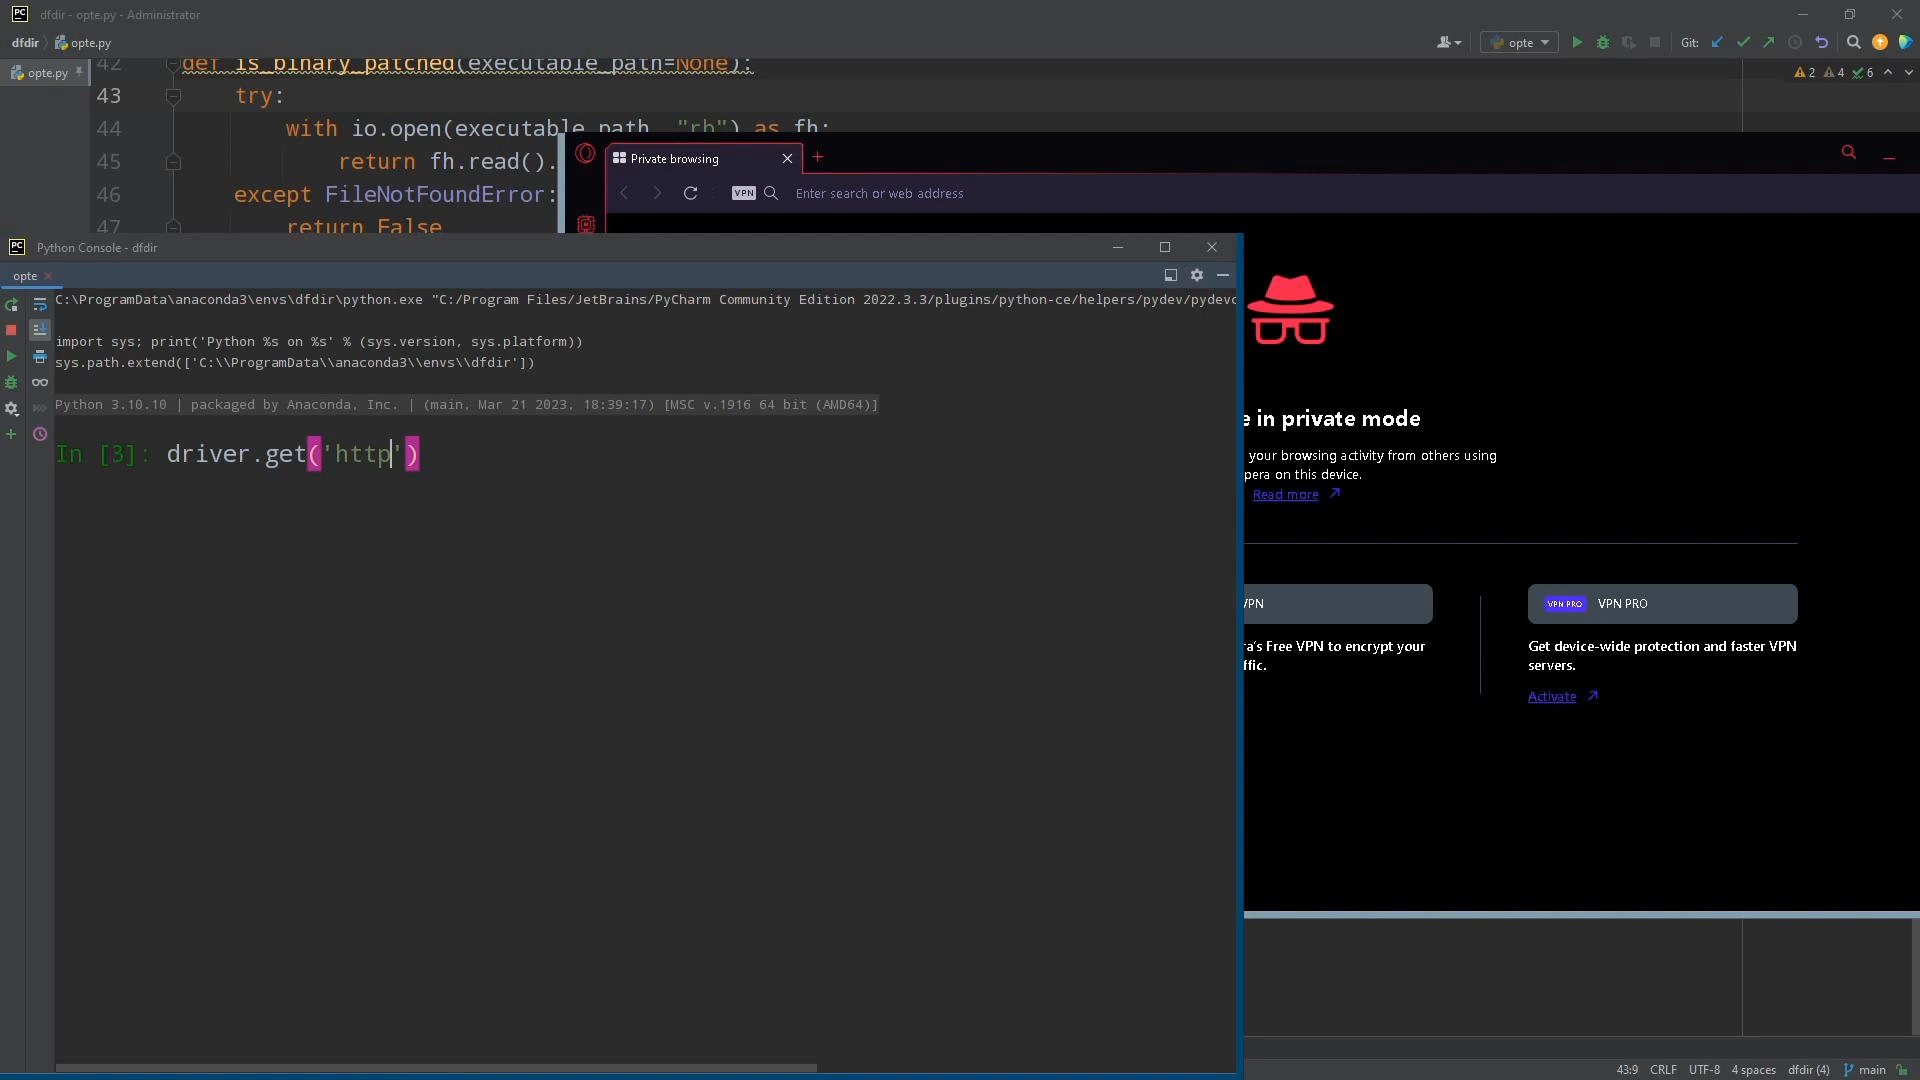 PC dfdir - opte.py - Administrator
dfdir opte.py
opte Git:
opte.py
2 4 6
42 def is_binary_patched(executable_path=None):
43 try:
44 with io.open(executable_path, "rb") as fh:
45 return fh.read().
46 except FileNotFoundError:
47 return False
Private browsing
VPN Enter search or web address
PC Python Console - dfdir
opte
C:\ProgramData\anaconda3\envs\dfdir\python.exe "C:/Program Files/JetBrains/PyCharm Community Edition 2022.3.3/plugins/python-ce/helpers/pydev/pydevc
import sys; print('Python %s on %s' % (sys.version, sys.platform))
sys.path.extend(['C:\\ProgramData\\anaconda3\\envs\\dfdir'])
Python 3.10.10 | packaged by Anaconda, Inc. | (main, Mar 21 2023, 18:39:17) [MSC v.1916 64 bit (AMD64)]
In [3]: driver.get('http')
e in private mode
your browsing activity from others using
pera on this device.
Read more
VPN
ra's Free VPN to encrypt your
ffic.
VPN PRO VPN PRO
Get device-wide protection and faster VPN
servers.
Activate
43:9 CRLF UTF-8 4 spaces dfdir (4) main